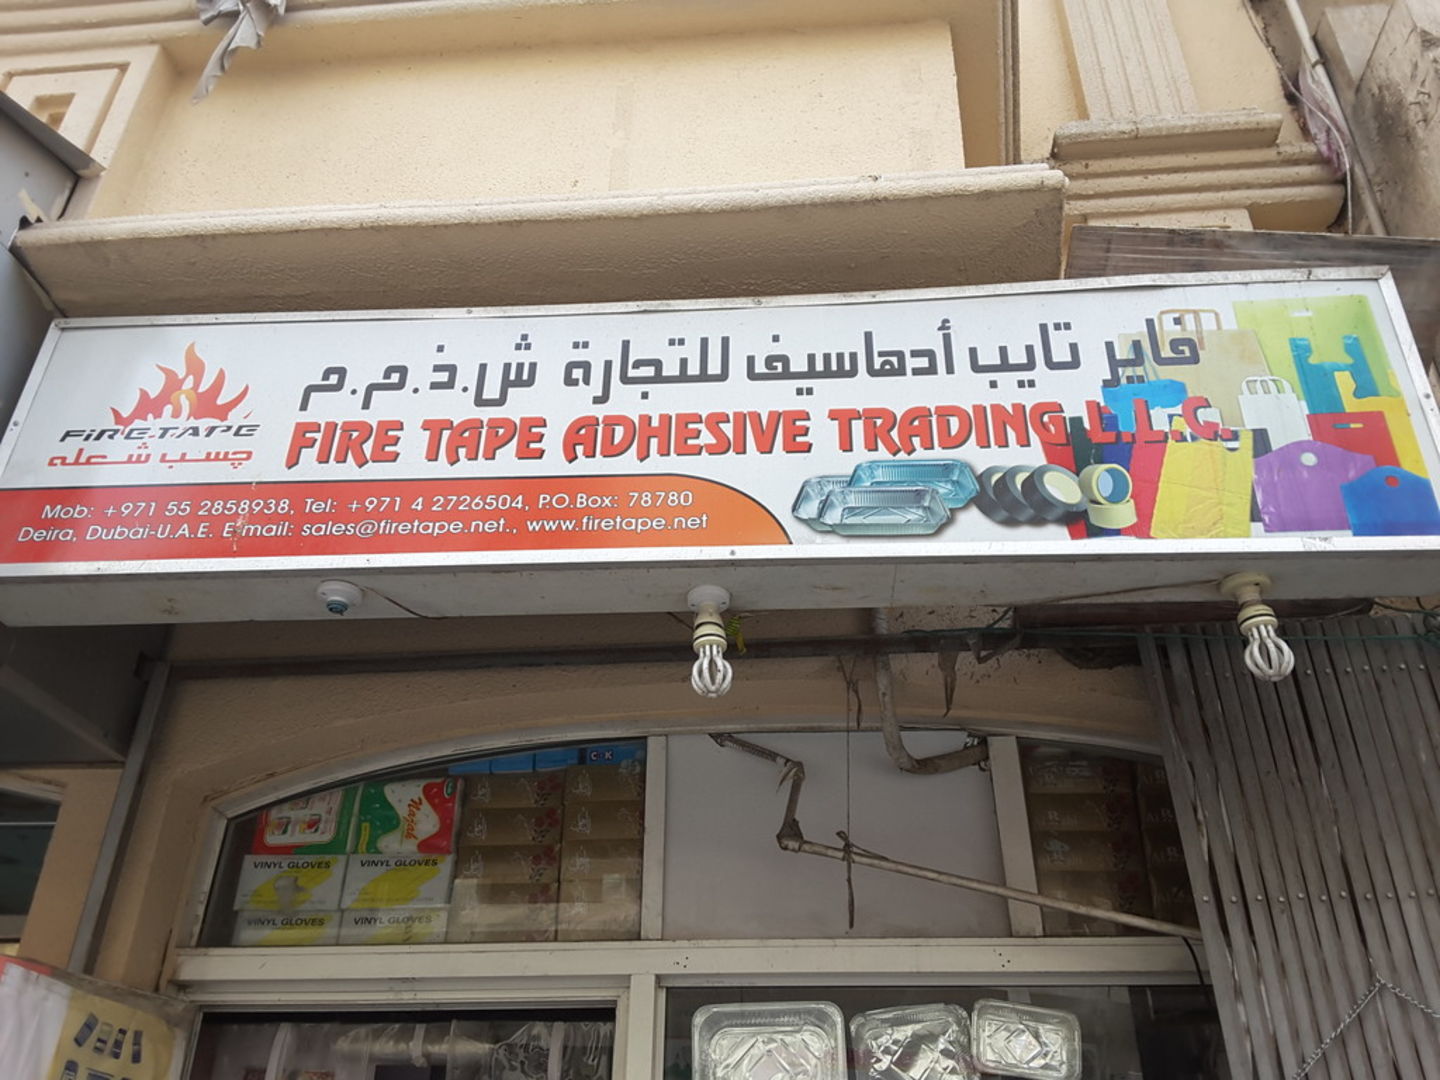 فاير تايب أدهاسيف للتجارة ش.ذ.م.م
FIRE TAPE ADHESIVE TRADING L.L.C.
FIRETAPE
چسب شعله
Mob: +971 55 2858938, Tel: +971 4 2726504, P.O.Box: 78780
Deira, Dubai-U.A.E. E-mail: sales@firetape.net., www.firetape.net
C-K
Najah
VINYL GLOVES
VINYL GLOVES
VINYL GLOVES
VINYL GLOVES